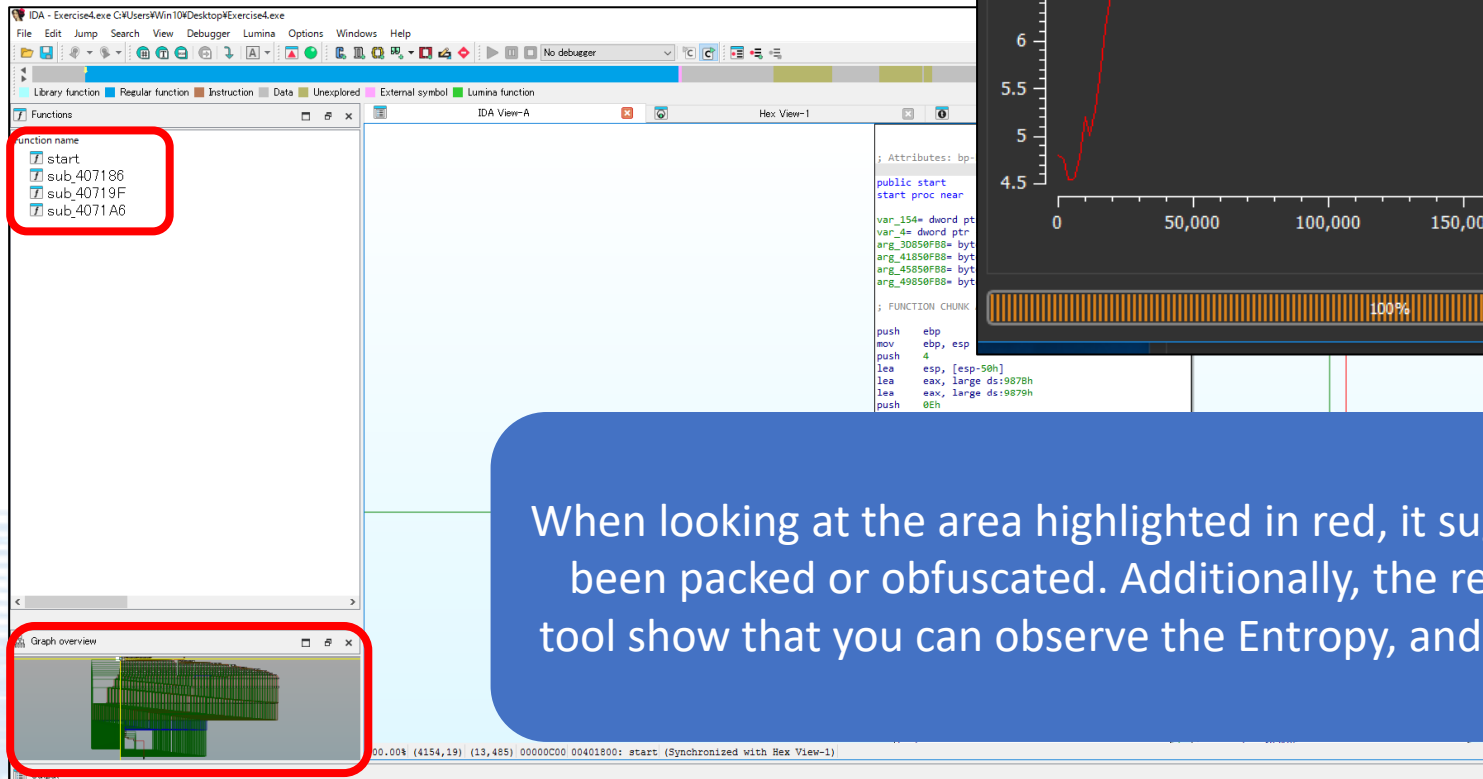 IDA - Exercise4.exe C:¥Users¥Win10¥Desktop¥Exercise4.exe
File Edit Jump Search View Debugger Lumina Options Windows Help
No debugger
Library function Regular function Instruction Data Unexplored External symbol Lumina function
Functions
IDA View-A
Hex View-1
Function name
start
sub_407186
sub_40719F
sub_4071A6
; Attributes: bp-
public start
start proc near
var_154= dword pt
var_4= dword ptr
arg_3D850FB8= byt
arg_41850FB8= byt
arg_45850FB8= byt
arg_49850FB8= byt
; FUNCTION CHUNK
push ebp
mov ebp, esp
push 4
lea esp, [esp-50h]
lea eax, large ds:987Bh
lea eax, large ds:9879h
push 0Eh
6
5.5
5
4.5
0 50,000 100,000 150,00
100%
When looking at the area highlighted in red, it su
been packed or obfuscated. Additionally, the re
tool show that you can observe the Entropy, and
Graph overview
00.00% (4154,19) (13,485) 00000C00 00401800: start (Synchronized with Hex View-1)